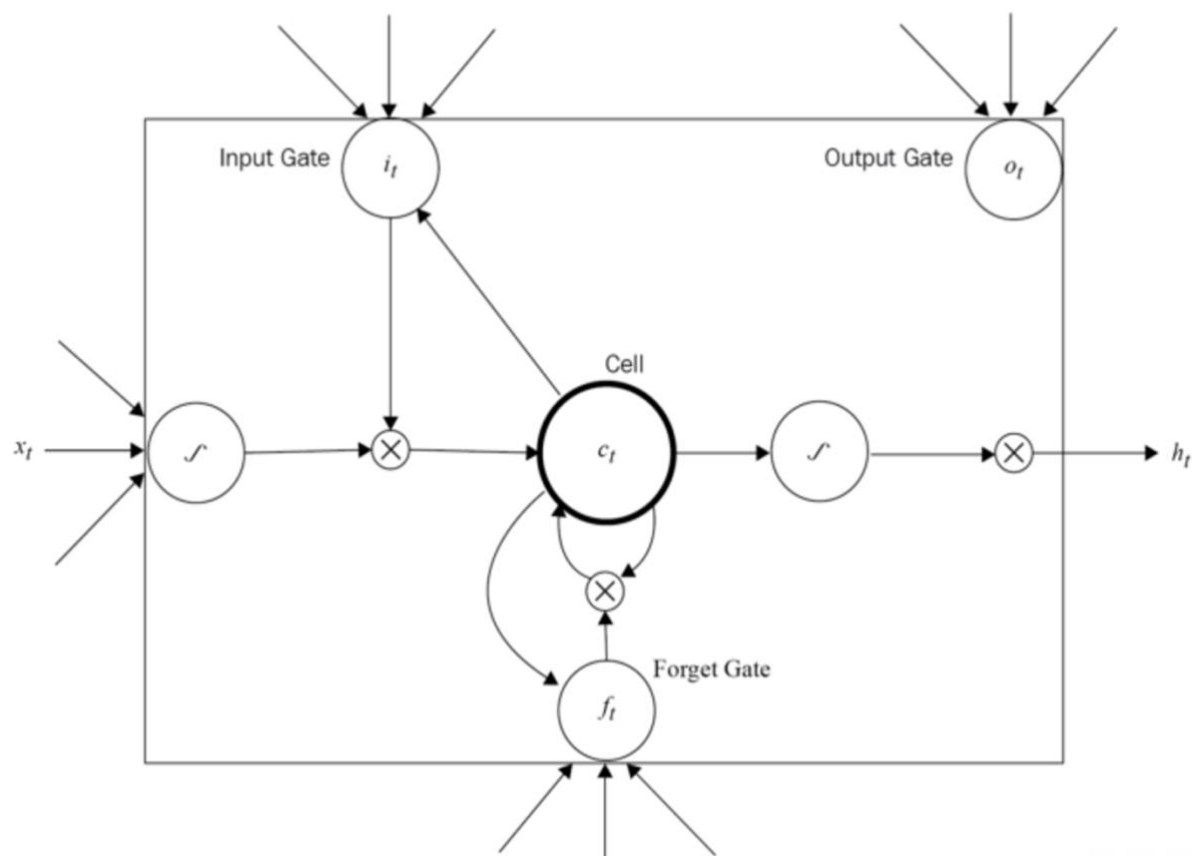 Input Gate
i_t
Output Gate
o_t
Cell
x_t
∫
×
c_t
∫
×
h_t
×
Forget Gate
f_t